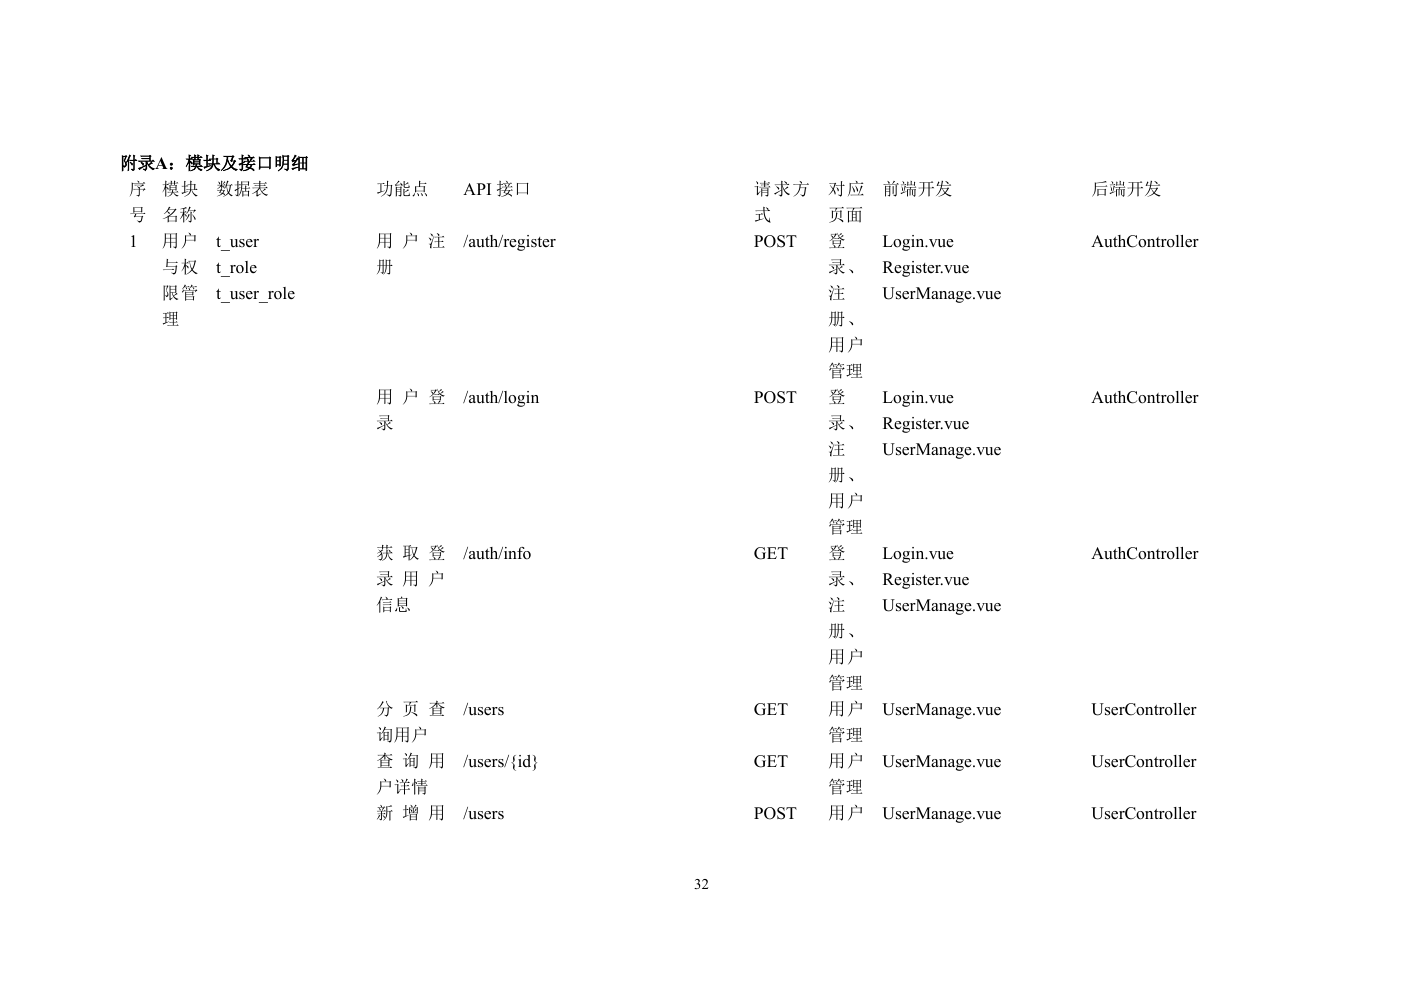 附录A：模块及接口明细
序 模块 数据表 功能点 API 接口 请求方 对应 前端开发 后端开发
号 名称 式 页面
1 用户 t_user 用户注 /auth/register POST 登 Login.vue AuthController
与权 t_role 册 录、 Register.vue
限管 t_user_role 注 UserManage.vue
理 册、
用户
管理
用户登 /auth/login POST 登 Login.vue AuthController
录 录、 Register.vue
注 UserManage.vue
册、
用户
管理
获取登 /auth/info GET 登 Login.vue AuthController
录用户 录、 Register.vue
信息 注 UserManage.vue
册、
用户
管理
分页查 /users GET 用户 UserManage.vue UserController
询用户 管理
查询用 /users/{id} GET 用户 UserManage.vue UserController
户详情 管理
新增用 /users POST 用户 UserManage.vue UserController
32